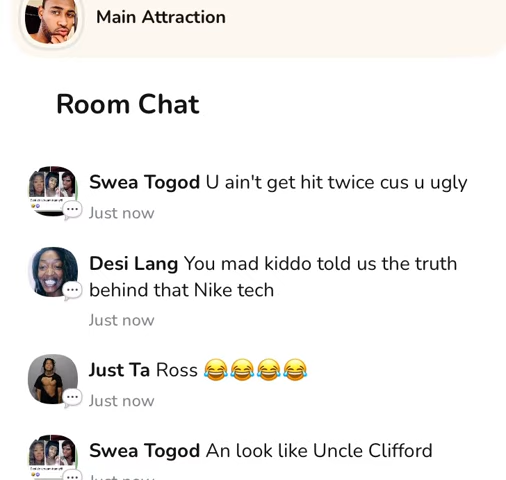 Main Attraction
Room Chat
Swea Togod U ain't get hit twice cus u ugly
Just now
Desi Lang You mad kiddo told us the truth
behind that Nike tech
Just now
Just Ta Ross 😂😂😂😂
Just now
Swea Togod An look like Uncle Clifford
Just now